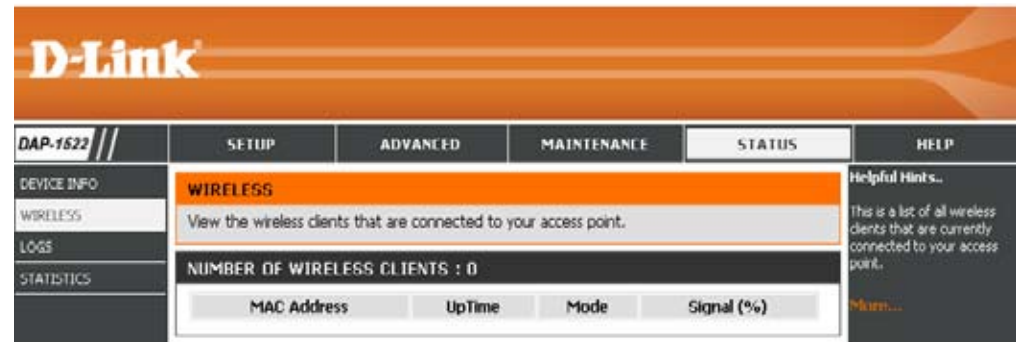 D-Link
DAP-1522
SETUP
ADVANCED
MAINTENANCE
STATUS
HELP
DEVICE INFO
WIRELESS
LOGS
STATISTICS
WIRELESS
View the wireless clients that are connected to your access point.
NUMBER OF WIRELESS CLIENTS : 0
MAC Address
UpTime
Mode
Signal (%)
Helpful Hints..
This is a list of all wireless
clients that are currently
connected to your access
point.
More...